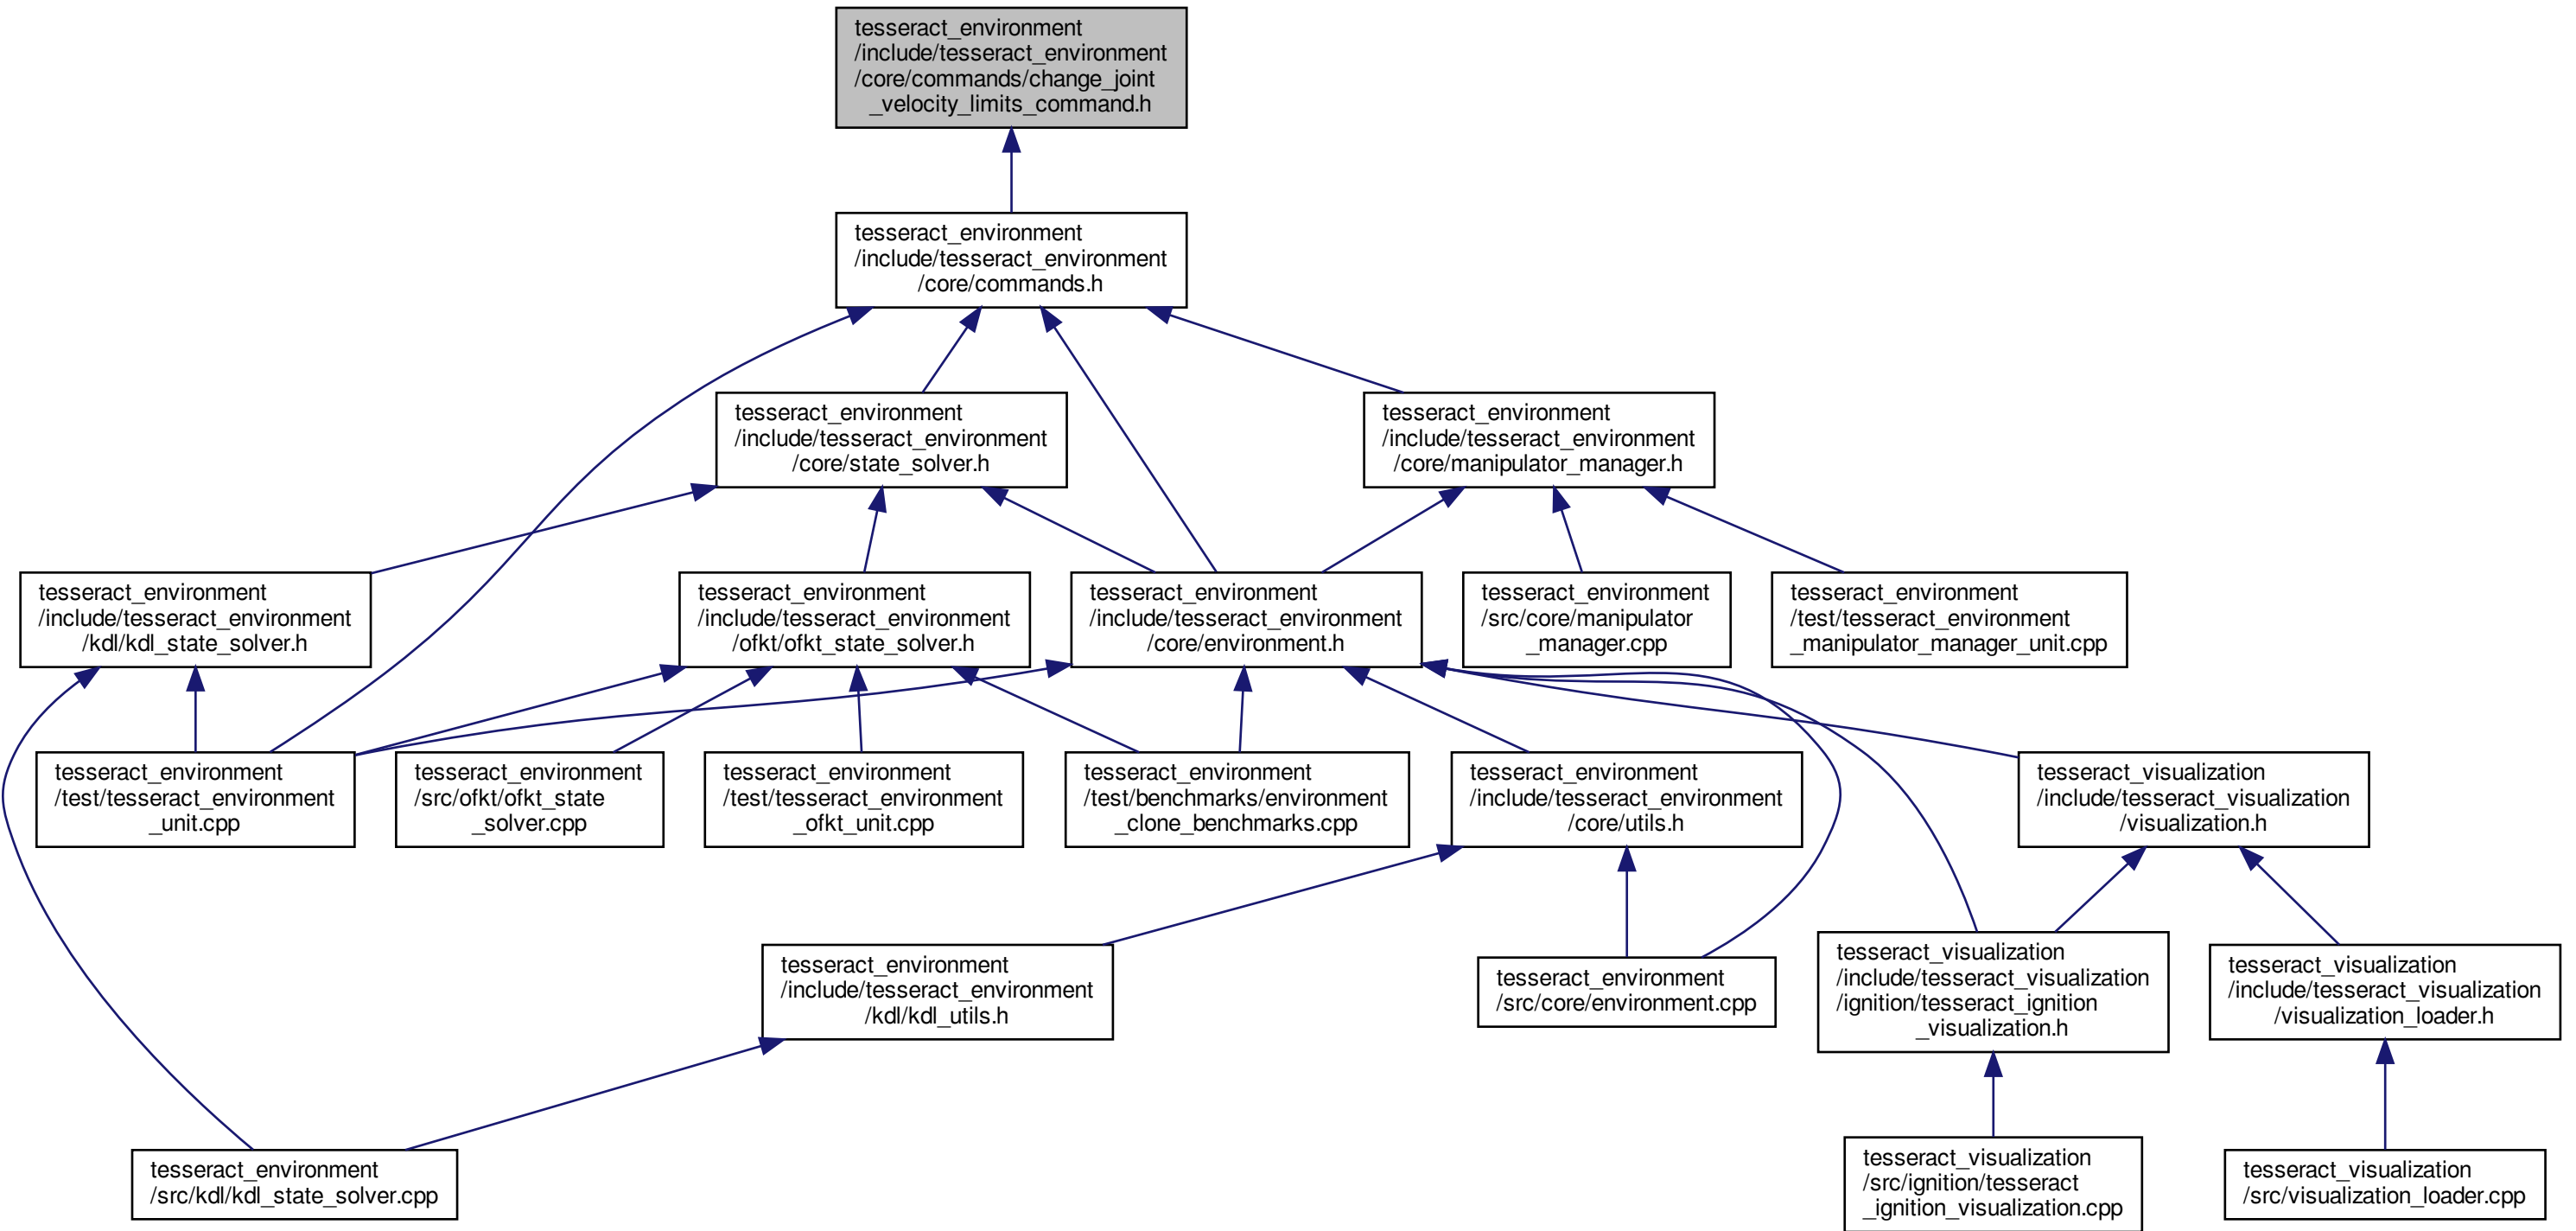 tesseract_environment
/include/tesseract_environment
/core/commands/change_joint
_velocity_limits_command.h
tesseract_environment
/include/tesseract_environment
/core/commands.h
tesseract_environment
/include/tesseract_environment
/core/state_solver.h
tesseract_environment
/include/tesseract_environment
/core/manipulator_manager.h
tesseract_environment
/include/tesseract_environment
/kdl/kdl_state_solver.h
tesseract_environment
/include/tesseract_environment
/ofkt/ofkt_state_solver.h
tesseract_environment
/include/tesseract_environment
/core/environment.h
tesseract_environment
/src/core/manipulator
_manager.cpp
tesseract_environment
/test/tesseract_environment
_manipulator_manager_unit.cpp
tesseract_environment
/test/tesseract_environment
_unit.cpp
tesseract_environment
/src/ofkt/ofkt_state
_solver.cpp
tesseract_environment
/test/tesseract_environment
_ofkt_unit.cpp
tesseract_environment
/test/benchmarks/environment
_clone_benchmarks.cpp
tesseract_environment
/include/tesseract_environment
/core/utils.h
tesseract_visualization
/include/tesseract_visualization
/visualization.h
tesseract_environment
/include/tesseract_environment
/kdl/kdl_utils.h
tesseract_environment
/src/core/environment.cpp
tesseract_visualization
/include/tesseract_visualization
/ignition/tesseract_ignition
_visualization.h
tesseract_visualization
/include/tesseract_visualization
/visualization_loader.h
tesseract_environment
/src/kdl/kdl_state_solver.cpp
tesseract_visualization
/src/ignition/tesseract
_ignition_visualization.cpp
tesseract_visualization
/src/visualization_loader.cpp